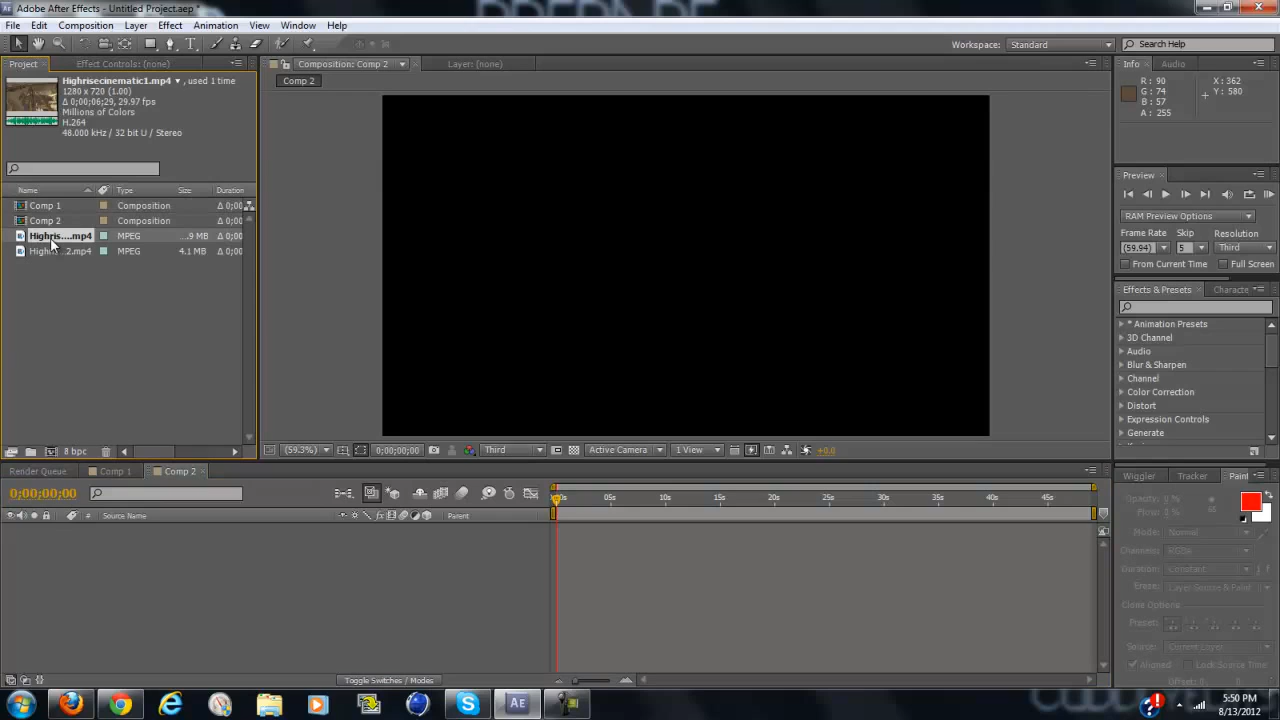 Adobe After Effects - Untitled Project.aep *
File Edit Composition Layer Effect Animation View Window Help
Workspace: Standard Search Help
Project Effect Controls: (none) Composition: Comp 2 Layer: (none) Info Audio
Highrisecinematic1.mp4 , used 1 time
1280 x 720 (1.00)
Δ 0;00;06;29, 29.97 fps
Millions of Colors
H.264
48.000 kHz / 32 bit U / Stereo
Comp 2
R : 90 X : 362
G : 74 Y : 580
B : 57
A : 255
Preview
RAM Preview Options
Frame Rate Skip Resolution
(59.94) 5 Third
From Current Time Full Screen
Name Type Size Duration
Comp 1 Composition Δ 0;00
Comp 2 Composition Δ 0;00
Highris....mp4 MPEG ...9 MB Δ 0;00
MPEG 4.1 MB Δ 0;00
Effects & Presets Characte
* Animation Presets
3D Channel
Audio
Blur & Sharpen
Channel
Color Correction
Distort
Expression Controls
Generate
8 bpc (59.3%) 0;00;00;00 Third Active Camera 1 View +0.0
Render Queue Comp 1 Comp 2
0;00;00;00
05s 10s 15s 20s 25s 30s 35s 40s 45s
# Source Name Parent
Wiggler Tracker Paint
Opacity:
Flow:
Mode: Normal
Channels: RGBA
Duration: Constant
Erase: Layer Source & Paint
Clone Options
Preset:
Source: Current Layer
Aligned Lock Source Time
Toggle Switches / Modes
5:50 PM
8/13/2012